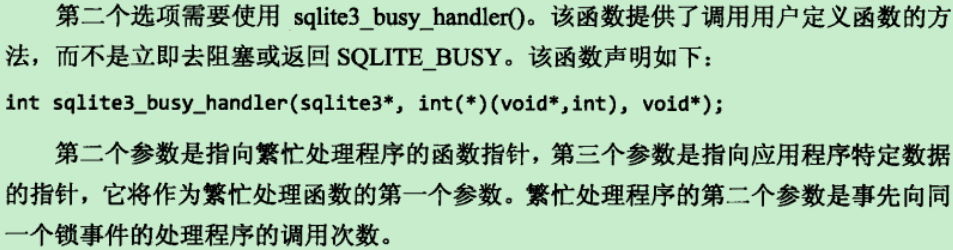 第二个选项需要使用 sqlite3_busy_handler()。该函数提供了调用用户定义函数的方
法，而不是立即去阻塞或返回 SQLITE_BUSY。该函数声明如下：
int sqlite3_busy_handler(sqlite3*, int(*)(void*,int), void*);
第二个参数是指向繁忙处理程序的函数指针，第三个参数是指向应用程序特定数据
的指针，它将作为繁忙处理函数的第一个参数。繁忙处理程序的第二个参数是事先向同
一个锁事件的处理程序的调用次数。